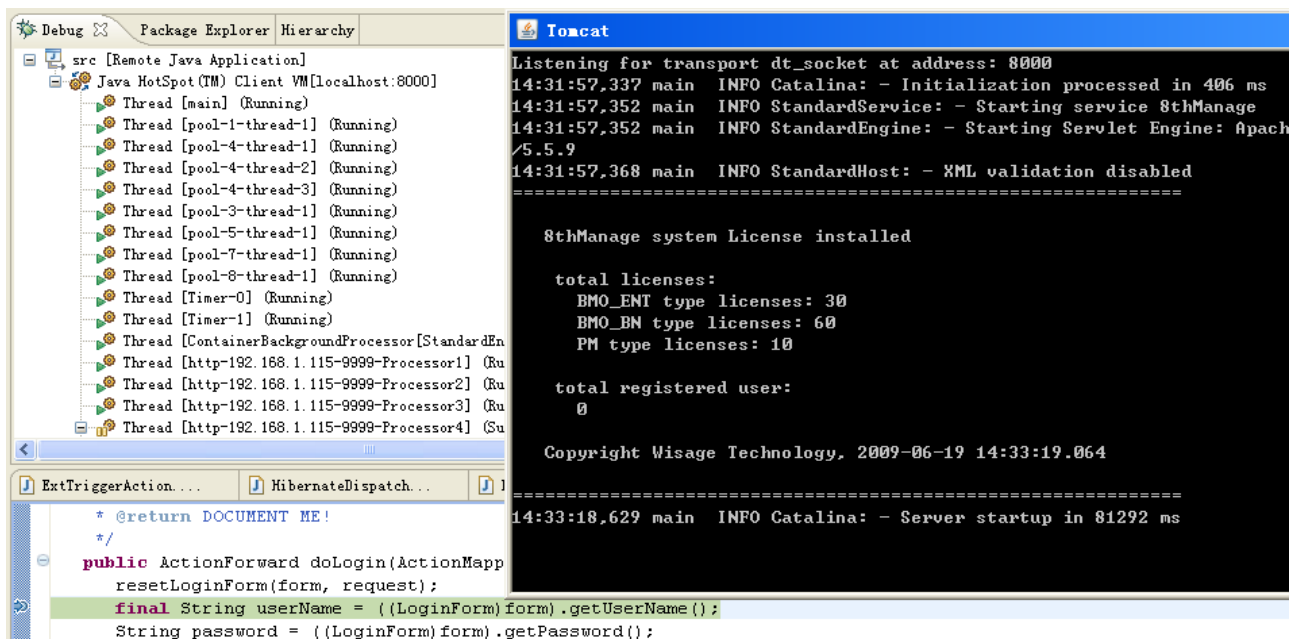 Debug Package Explorer Hierarchy
src [Remote Java Application]
Java HotSpot(TM) Client VM[localhost:8000]
Thread [main] (Running)
Thread [pool-1-thread-1] (Running)
Thread [pool-4-thread-1] (Running)
Thread [pool-4-thread-2] (Running)
Thread [pool-4-thread-3] (Running)
Thread [pool-3-thread-1] (Running)
Thread [pool-5-thread-1] (Running)
Thread [pool-7-thread-1] (Running)
Thread [pool-8-thread-1] (Running)
Thread [Timer-0] (Running)
Thread [Timer-1] (Running)
Thread [ContainerBackgroundProcessor[StandardEn
Thread [http-192.168.1.115-9999-Processor1] (Ru
Thread [http-192.168.1.115-9999-Processor2] (Ru
Thread [http-192.168.1.115-9999-Processor3] (Ru
Thread [http-192.168.1.115-9999-Processor4] (Su
Tomcat
Listening for transport dt_socket at address: 8000
14:31:57,337 main  INFO Catalina: - Initialization processed in 406 ms
14:31:57,352 main  INFO StandardService: - Starting service 8thManage
14:31:57,352 main  INFO StandardEngine: - Starting Servlet Engine: Apach
/5.5.9
14:31:57,368 main  INFO StandardHost: - XML validation disabled
==============================================================
8thManage system License installed
total licenses:
BMO_ENT type licenses: 30
BMO_BN type licenses: 60
PM type licenses: 10
total registered user:
0
Copyright Wisage Technology, 2009-06-19 14:33:19.064
==============================================================
14:33:18,629 main  INFO Catalina: - Server startup in 81292 ms
ExtTriggerAction.... HibernateDispatch...
* @return DOCUMENT ME!
*/
public ActionForward doLogin(ActionMapp
resetLoginForm(form, request);
final String userName = ((LoginForm)form).getUserName();
String password = ((LoginForm)form).getPassword();